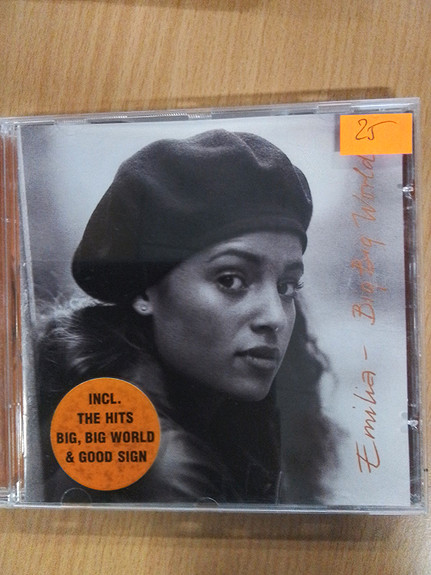 25
Emilia - Big Big World
INCL.
THE HITS
BIG, BIG WORLD
& GOOD SIGN